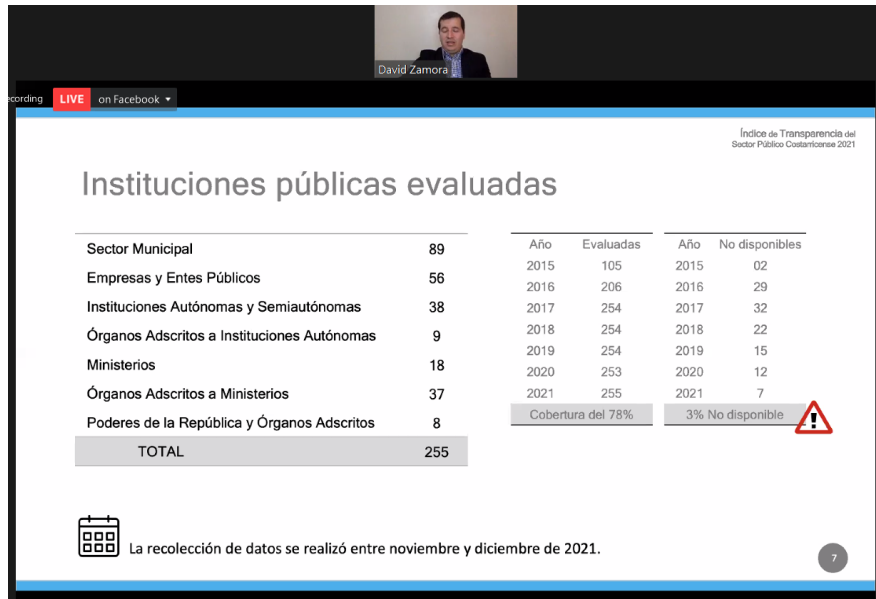 David Zamora
ecording LIVE on Facebook
Índice de Transparencia del
Sector Público Costarricense 2021
Instituciones públicas evaluadas
Sector Municipal 89
Empresas y Entes Públicos 56
Instituciones Autónomas y Semiautónomas 38
Órganos Adscritos a Instituciones Autónomas 9
Ministerios 18
Órganos Adscritos a Ministerios 37
Poderes de la República y Órganos Adscritos 8
TOTAL 255
Año Evaluadas
2015 105
2016 206
2017 254
2018 254
2019 254
2020 253
2021 255
Cobertura del 78%
Año No disponibles
2015 02
2016 29
2017 32
2018 22
2019 15
2020 12
2021 7
3% No disponible
!
La recolección de datos se realizó entre noviembre y diciembre de 2021.
7